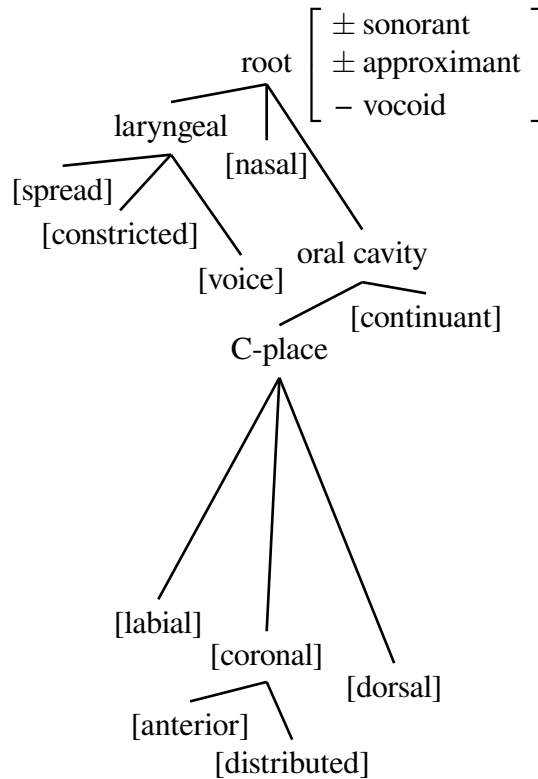 ± sonorant
root ± approximant
– vocoid
laryngeal
[nasal]
[spread]
[constricted]
oral cavity
[voice]
[continuant]
C-place
[labial]
[coronal]
[dorsal]
[anterior]
[distributed]